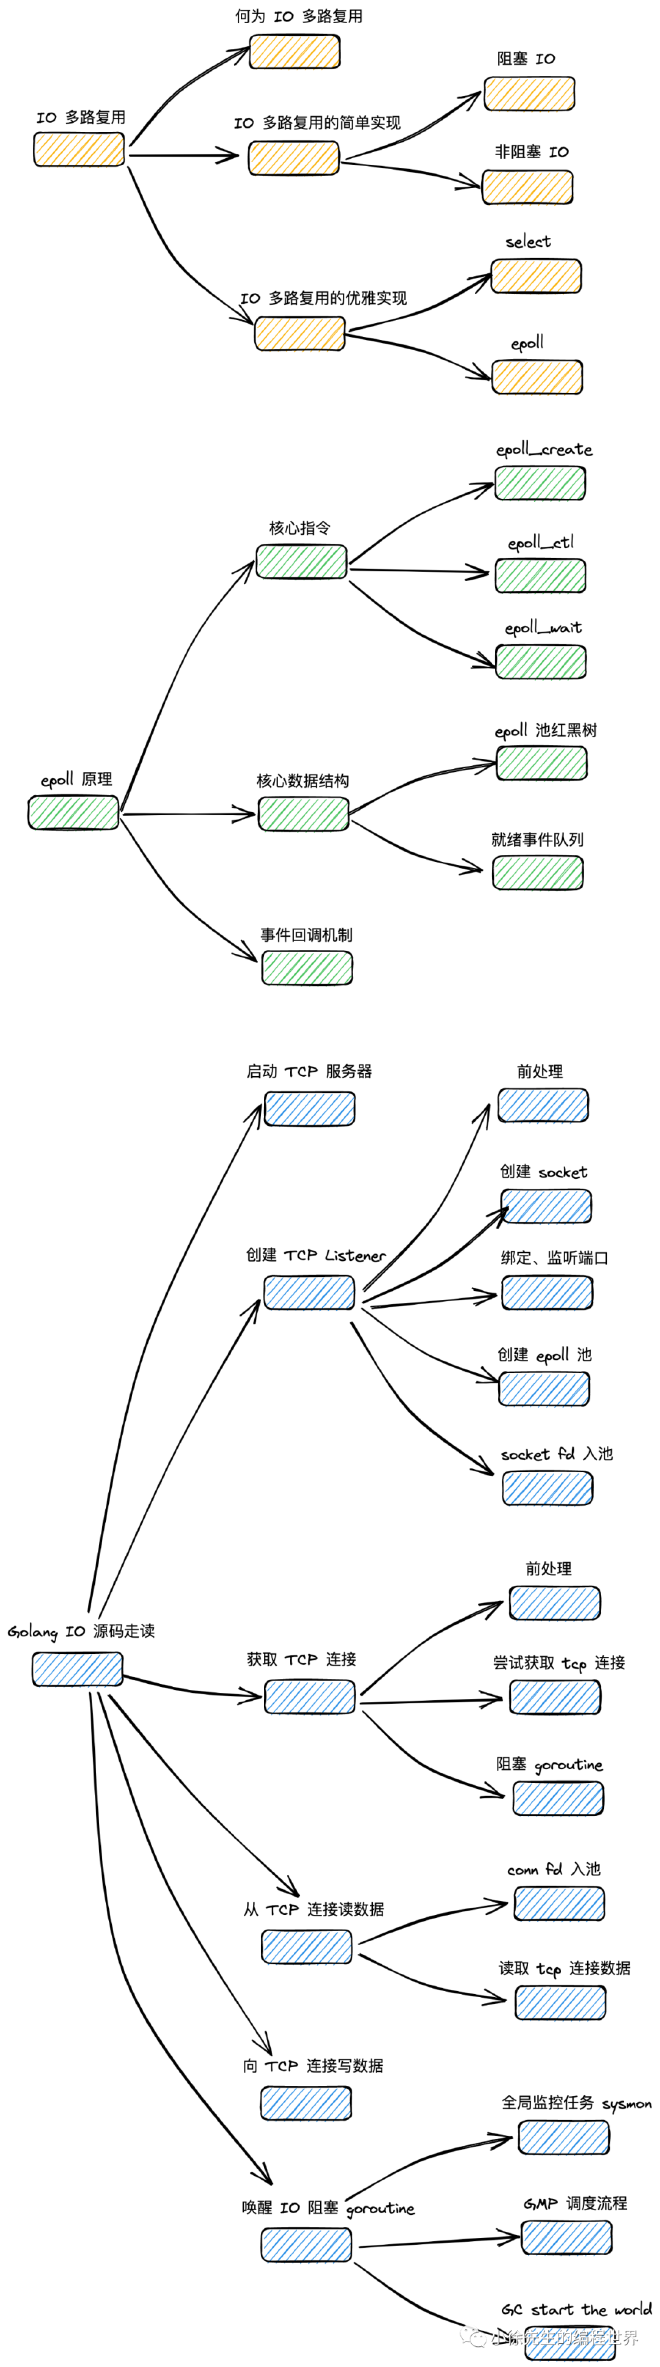 何为 IO 多路复用
阻塞 IO
IO 多路复用
IO 多路复用的简单实现
非阻塞 IO
select
IO 多路复用的优雅实现
epoll
epoll_create
核心指令
epoll_ctl
epoll_wait
epoll 池红黑树
epoll 原理
核心数据结构
就绪事件队列
事件回调机制
启动 TCP 服务器
前处理
创建 socket
创建 TCP Listener
绑定、监听端口
创建 epoll 池
socket fd 入池
前处理
Golang IO 源码走读
获取 TCP 连接
尝试获取 tcp 连接
阻塞 goroutine
conn fd 入池
从 TCP 连接读数据
读取 tcp 连接数据
向 TCP 连接写数据
全局监控任务 sysmon
唤醒 IO 阻塞 goroutine
GMP 调度流程
GC start the world
小徐先生的编程世界